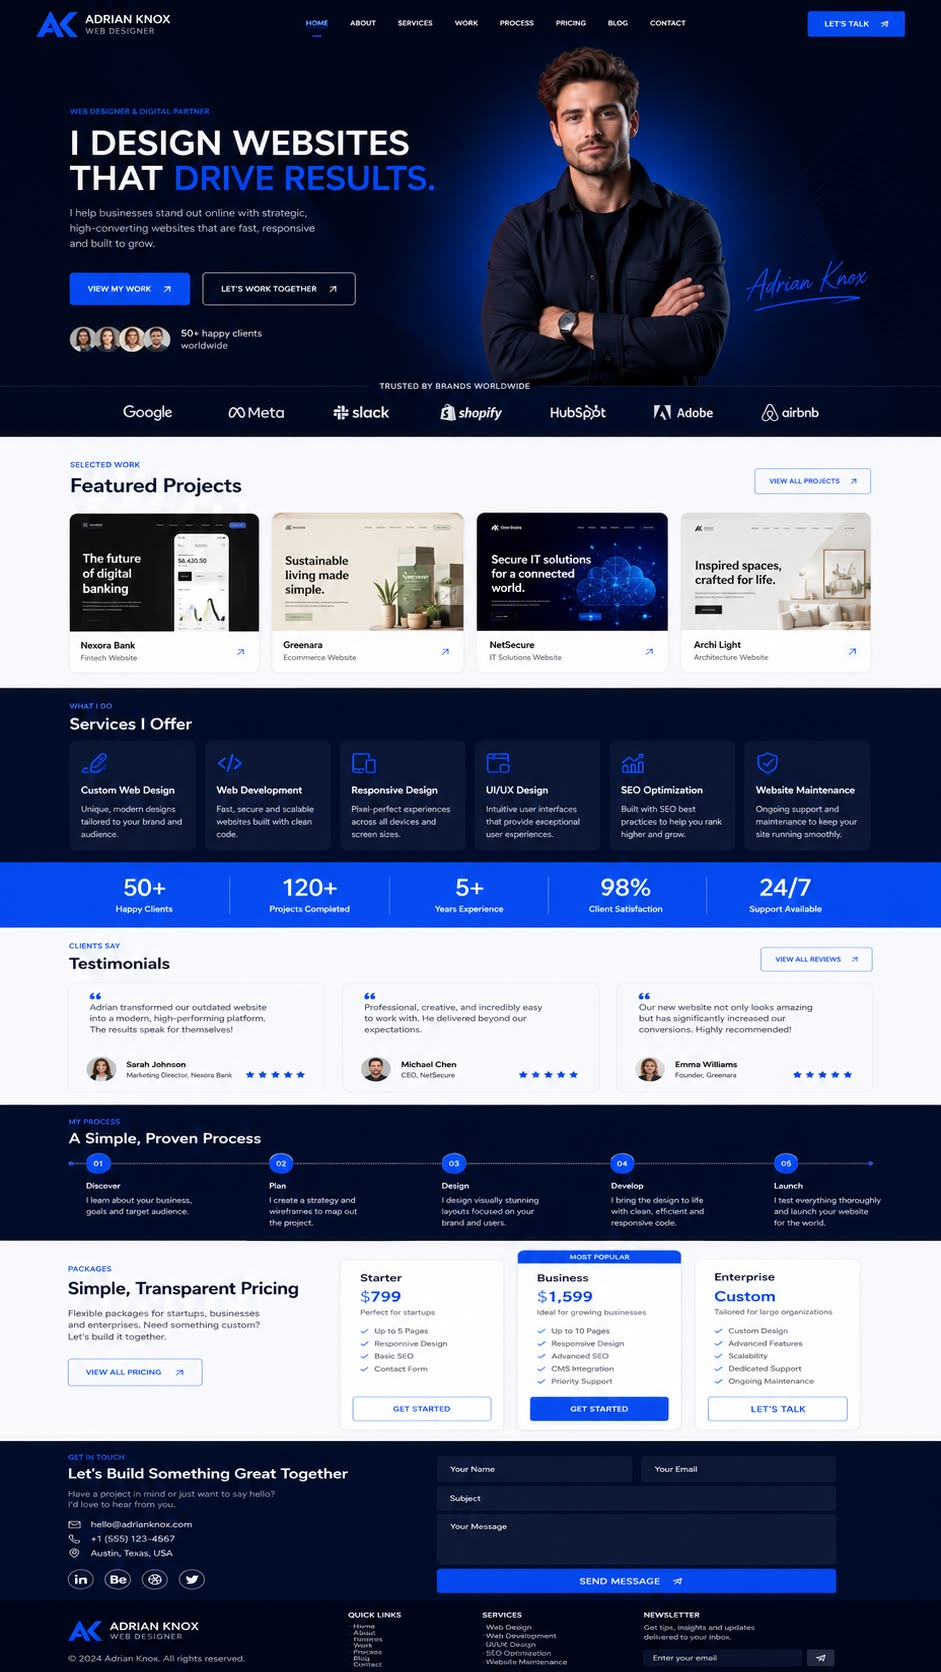 ADRIAN KNOX
WEB DESIGNER
HOME
ABOUT
SERVICES
WORK
PROCESS
PRICING
BLOG
CONTACT
LET'S TALK
WEB DESIGNER & DIGITAL PARTNER
I DESIGN WEBSITES
THAT DRIVE RESULTS.
I help businesses stand out online with strategic,
high-converting websites that are fast, responsive
and built to grow.
VIEW MY WORK
LET'S WORK TOGETHER
50+ happy clients
worldwide
Adrian Knox
TRUSTED BY BRANDS WORLDWIDE
Google
Meta
slack
shopify
HubSpot
Adobe
airbnb
SELECTED WORK
Featured Projects
VIEW ALL PROJECTS
The future
of digital
banking
Nexora Bank
Fintech Website
Sustainable
living made
simple.
Greenara
Ecommerce Website
Secure IT solutions
for a connected
world.
NetSecure
IT Solutions Website
Inspired spaces,
crafted for life.
Archi Light
Architecture Website
WHAT I DO
Services I Offer
Custom Web Design
Unique, modern designs
tailored to your brand and
audience.
Web Development
Fast, secure and scalable
websites built with clean
code.
Responsive Design
Pixel-perfect experiences
across all devices and
screen sizes.
UI/UX Design
Intuitive user interfaces
that provide exceptional
user experiences.
SEO Optimization
Built with SEO best
practices to help you rank
higher and grow.
Website Maintenance
Ongoing support and
maintenance to keep your
site running smoothly.
50+
Happy Clients
120+
Projects Completed
5+
Years Experience
98%
Client Satisfaction
24/7
Support Available
CLIENTS SAY
Testimonials
VIEW ALL REVIEWS
Adrian transformed our outdated website
into a modern, high-performing platform.
The results speak for themselves!
Sarah Johnson
Marketing Director, Nexora Bank
Professional, creative, and incredibly easy
to work with. He delivered beyond our
expectations.
Michael Chen
CEO, NetSecure
Our new website not only looks amazing
but has significantly increased our
conversions. Highly recommended!
Emma Williams
Founder, Greenara
MY PROCESS
A Simple, Proven Process
01
Discover
I learn about your business,
goals and target audience.
02
Plan
I create a strategy and
wireframes to map out
the project.
03
Design
I design visually stunning
layouts focused on your
brand and users.
04
Develop
I bring the design to life
with clean, efficient and
responsive code.
05
Launch
I test everything thoroughly
and launch your website
for the world.
PACKAGES
Simple, Transparent Pricing
Flexible packages for startups, businesses
and enterprises. Need something custom?
Let's build it together.
VIEW ALL PRICING
Starter
$799
Perfect for startups
Up to 5 Pages
Responsive Design
Basic SEO
Contact Form
GET STARTED
MOST POPULAR
Business
$1,599
Ideal for growing businesses
Up to 10 Pages
Responsive Design
Advanced SEO
CMS Integration
Priority Support
GET STARTED
Enterprise
Custom
Tailored for large organizations
Custom Design
Advanced Features
Scalability
Dedicated Support
Ongoing Maintenance
LET'S TALK
GET IN TOUCH
Let's Build Something Great Together
Have a project in mind or just want to say hello?
I'd love to hear from you.
hello@adrianknox.com
+1 (555) 123-4567
Austin, Texas, USA
in
Be
Your Name
Your Email
Subject
Your Message
SEND MESSAGE
ADRIAN KNOX
WEB DESIGNER
© 2024 Adrian Knox. All rights reserved.
QUICK LINKS
Home
About
Work
Process
Blog
Contact
SERVICES
Web Design
Web Development
UI/UX Design
SEO Optimization
Website Maintenance
NEWSLETTER
Get tips, insights and updates
delivered to your inbox.
Enter your email